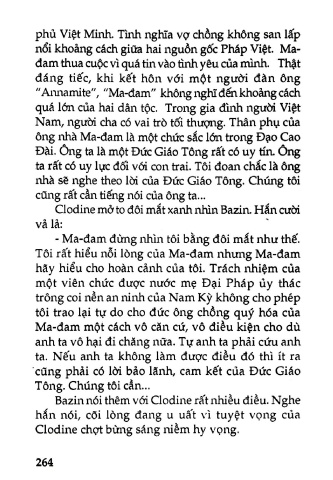 phủ Việt Minh. Tình nghĩa vợ chồng không san lấp
nổi khoảng cách giữa hai nguồn gốc Pháp Việt. Ma-
đam thua cuộc vì quá tin vào tình yêu của mình. Thật
đáng tiếc, khi kết hôn với một người đàn ông
"Annamite", "Ma-đam" không nghĩ đến khoảng cách
quá lớn của hai dân tộc. Trong gia đình người Việt
Nam, người cha có vai trò tối thượng. Thân phụ của
ông nhà Ma-đam là một chức sắc lớn trong Đạo Cao
Đài. Ông ta là một Đức Giáo Tông rất có uy tín. Ông
ta rất có uy lực đối với con trai. Tôi đoan chắc là ông
nhà sẽ nghe theo lời của Đức Giáo Tông. Chúng tôi
cũng rất cần tiếng nói của ông ta...
Clodine mở to đôi mắt xanh nhìn Bazin. Hắn cười
vả lả:
- Ma-đam đừng nhìn tôi bằng đôi mắt như thế.
Tôi rất hiểu nỗi lòng của Ma-đam nhưng Ma-đam
hãy hiểu cho hoàn cảnh của tôi. Trách nhiệm của
một viên chức được nước mẹ Đại Pháp ủy thác
trông coi nền an ninh của Nam Kỳ không cho phép
tôi trao lại tự do cho đức ông chồng quý hóa của
Ma-đam một cách vô căn cứ, vô điều kiện cho dù
anh ta vô hại đi chăng nữa. Tự anh ta phải cứu anh
ta. Nếu anh ta không làm được điều đó thì ít ra
cũng phải có lời bảo lãnh, cam kết của Đức Giáo
Tông. Chúng tôi cần...
Bazin nói thêm với Clodine rất nhiều điều. Nghe
hắn nói, cõi lòng đang u uất vì tuyệt vọng của
Clodine chợt bừng sáng niềm hy vọng.
264